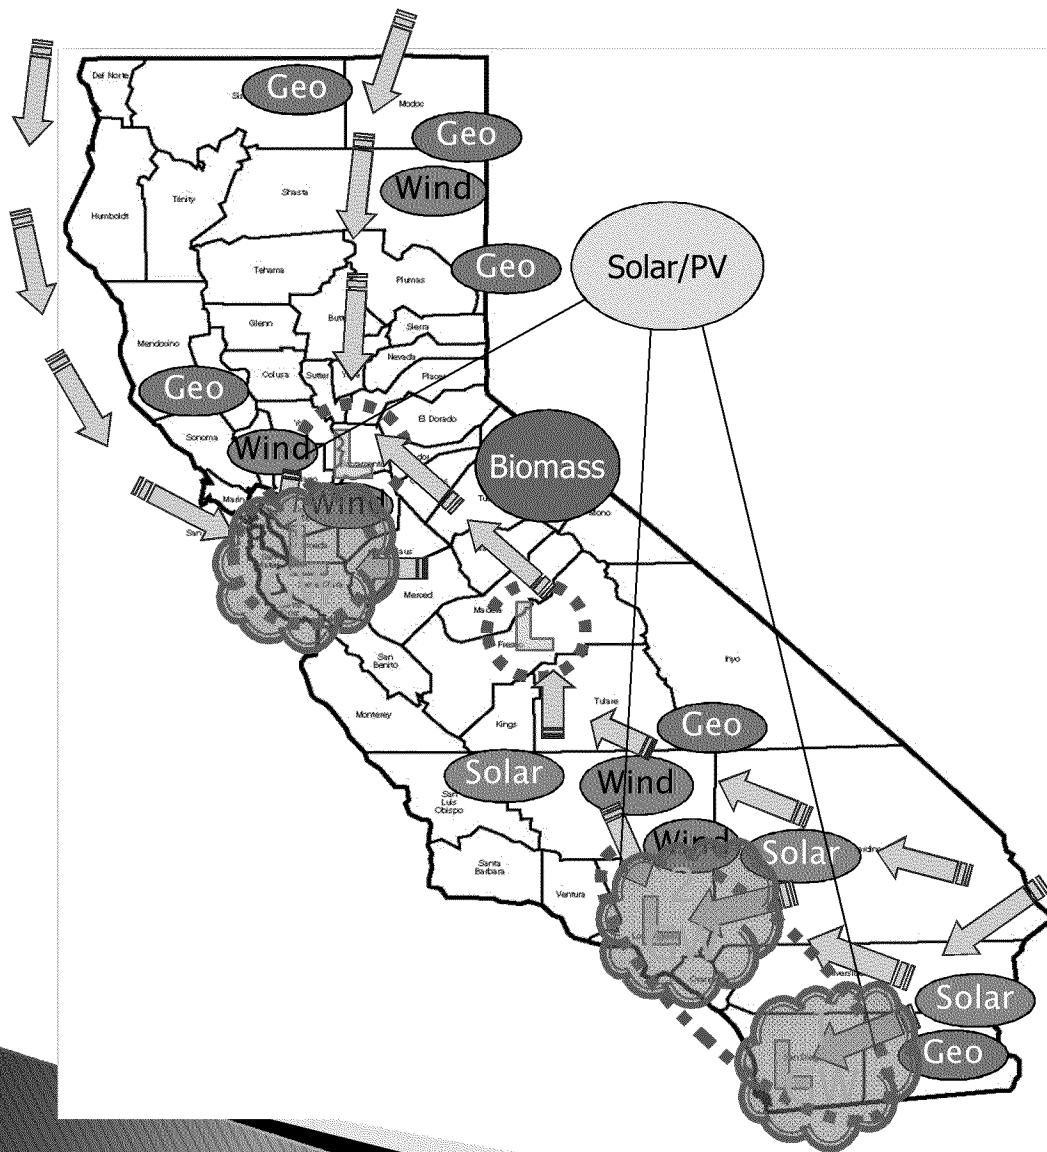 Del Norte
Geo
Modoc
Geo
Wind
Shasta
Trinity
Humboldt
Tehama
Plumas
Geo
Solar/PV
Glenn
Sierra
Mendocino
Nevada
Colusa
Sutter
Placer
Geo
El Dorado
Sonoma
Wind
L
Biomass
Marin
Wind
L
Merced
L
San
Benito
Inyo
Monterey
Kings
Tulare
Geo
Solar
Wind
San
Luis
Obispo
Wind
Solar
Santa
Barbara
Ventura
L
Solar
Geo
L